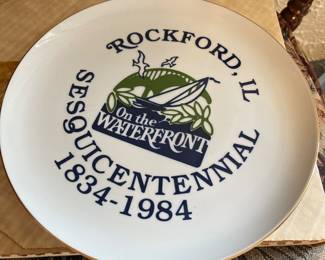 ROCKFORD, IL
On the
WATERFRONT
SESQUICENTENNIAL
1834-1984